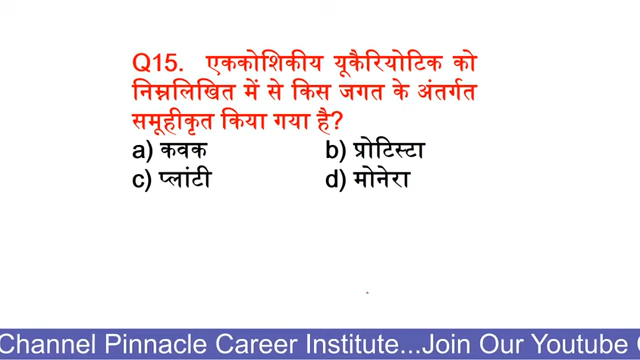 Q15. एककोशिकीय यूकैरियोटिक को
निम्नलिखित में से किस जगत के अंतर्गत
समूहीकृत किया गया है?
a) कवक b) प्रोटिस्टा
c) प्लांटी d) मोनेरा
Channel Pinnacle Career Institute...Join Our Youtube